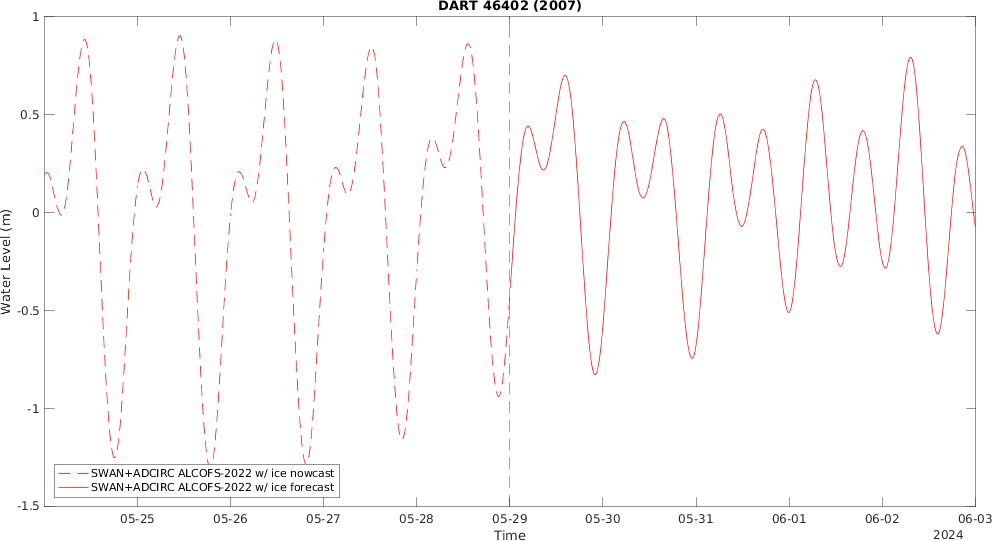 DART 46402 (2007)
1
0.5
0
-0.5
-1
-1.5
Water Level (m)
SWAN+ADCIRC ALCOFS-2022 w/ ice nowcast
SWAN+ADCIRC ALCOFS-2022 w/ ice forecast
05-25 05-26 05-27 05-28 05-29 05-30 05-31 06-01 06-02 06-03
Time
2024